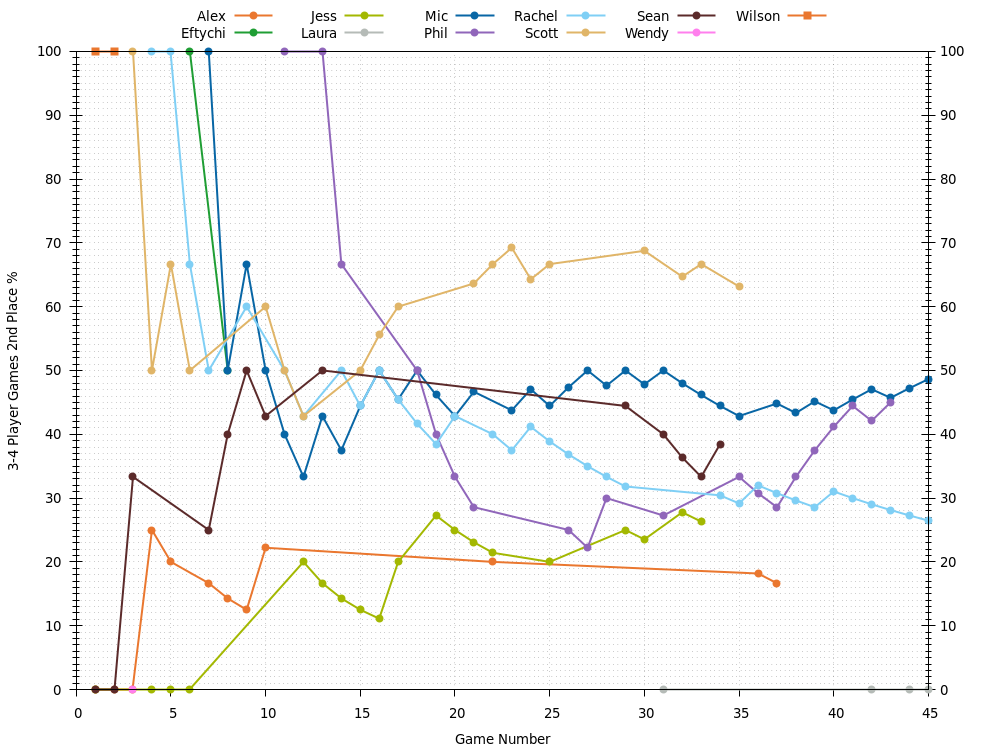 Alex Jess Mic Rachel Sean Wilson
Eftychi Laura Phil Scott Wendy
100 100
90 90
80 80
70 70
60 60
50 50
40 40
30 30
20 20
10 10
0 0
3-4 Player Games 2nd Place %
0 5 10 15 20 25 30 35 40 45
Game Number